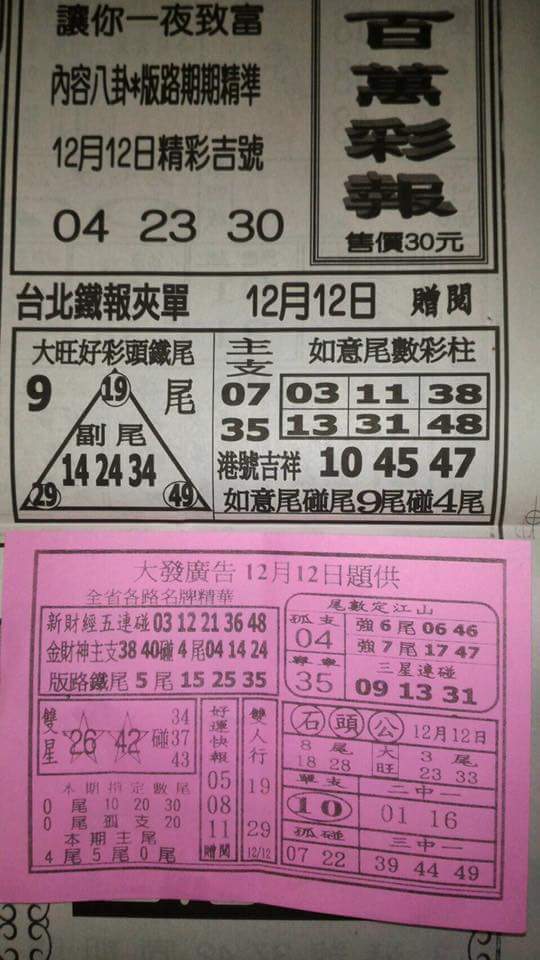 讓你一夜致富
內容八卦*版路期期精準
12月12日精彩吉號
04 23 30
百萬彩報
售價30元
台北鐵報夾單 12月12日 贈閱
大旺好彩頭鐵尾
9 19 尾
副尾
14 24 34
29 49
主支
07
35
如意尾數彩柱
03 11 38
13 31 48
港號吉祥 10 45 47
如意尾碰尾9尾碰4尾
大發廣告12月12日題供
全省各路名牌精華
新財經五連碰 03 12 21 36 48
金財神主支38 40碰 4 尾04 14 24
版路鐵尾 5 尾 15 25 35
尾數定江山
孤支
04
強 6 尾 06 46
強 7 尾 17 47
35
三星連碰
09 13 31
雙星
26 42
碰
34
37
43
本期指定數尾
0 尾 10 20 30
0 尾 孤支 20
本期主尾
4 尾 5 尾 0 尾
好運快報
05
08
11
贈閱
雙人行
19
29
12/12
石頭公 12月12日
8 尾
18 28
大旺
3 尾
23 33
單支
10
二中一
01 16
孤碰
07 22
三中一
39 44 49